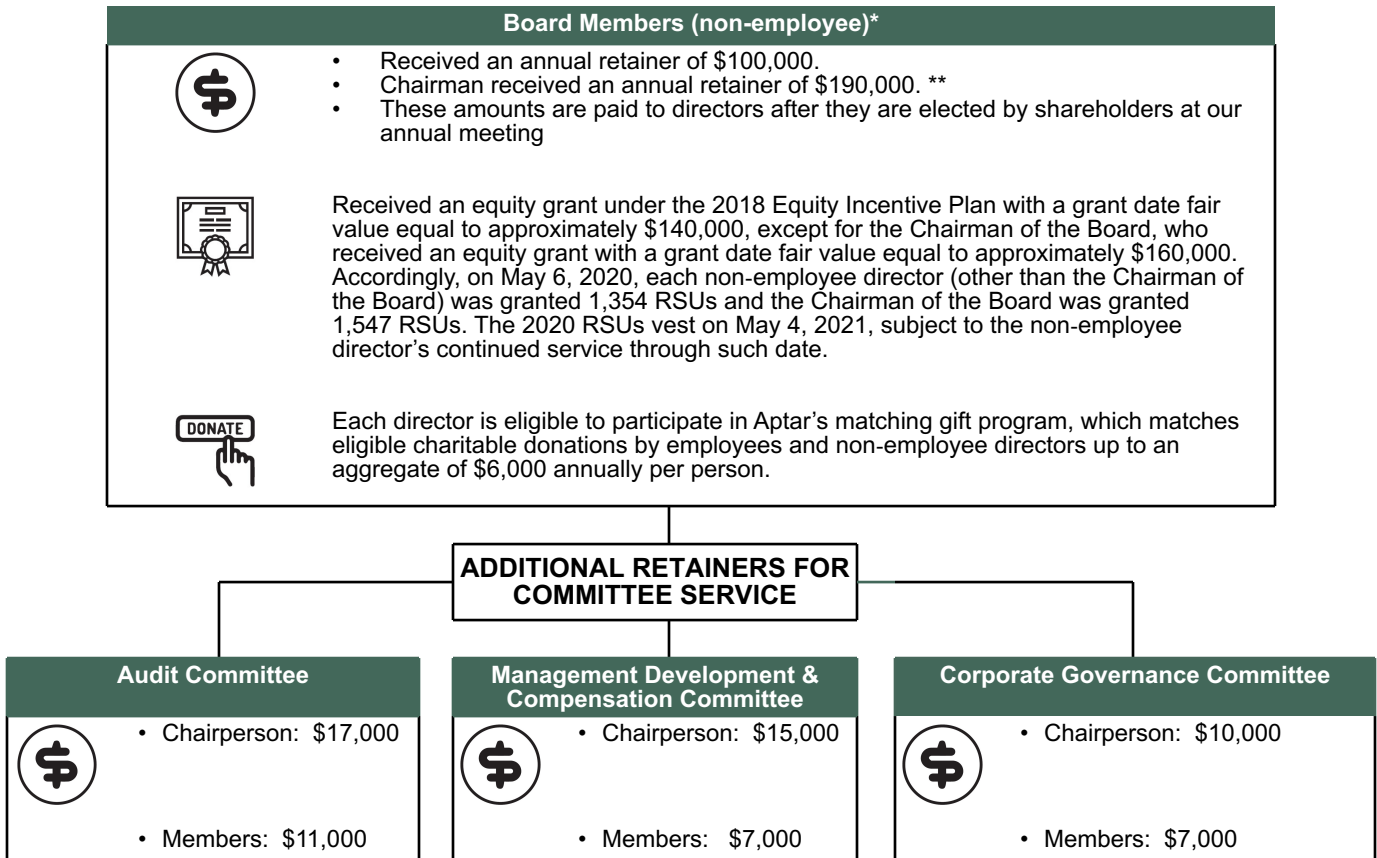 Board Members (non-employee)*
• Received an annual retainer of $100,000.
• Chairman received an annual retainer of $190,000. **
• These amounts are paid to directors after they are elected by shareholders at our
annual meeting
Received an equity grant under the 2018 Equity Incentive Plan with a grant date fair
value equal to approximately $140,000, except for the Chairman of the Board, who
received an equity grant with a grant date fair value equal to approximately $160,000.
Accordingly, on May 6, 2020, each non-employee director (other than the Chairman of
the Board) was granted 1,354 RSUs and the Chairman of the Board was granted
1,547 RSUs. The 2020 RSUs vest on May 4, 2021, subject to the non-employee
director’s continued service through such date.
DONATE
Each director is eligible to participate in Aptar’s matching gift program, which matches
eligible charitable donations by employees and non-employee directors up to an
aggregate of $6,000 annually per person.
ADDITIONAL RETAINERS FOR
COMMITTEE SERVICE
Audit Committee
• Chairperson: $17,000
• Members: $11,000
Management Development &
Compensation Committee
• Chairperson: $15,000
• Members: $7,000
Corporate Governance Committee
• Chairperson: $10,000
• Members: $7,000